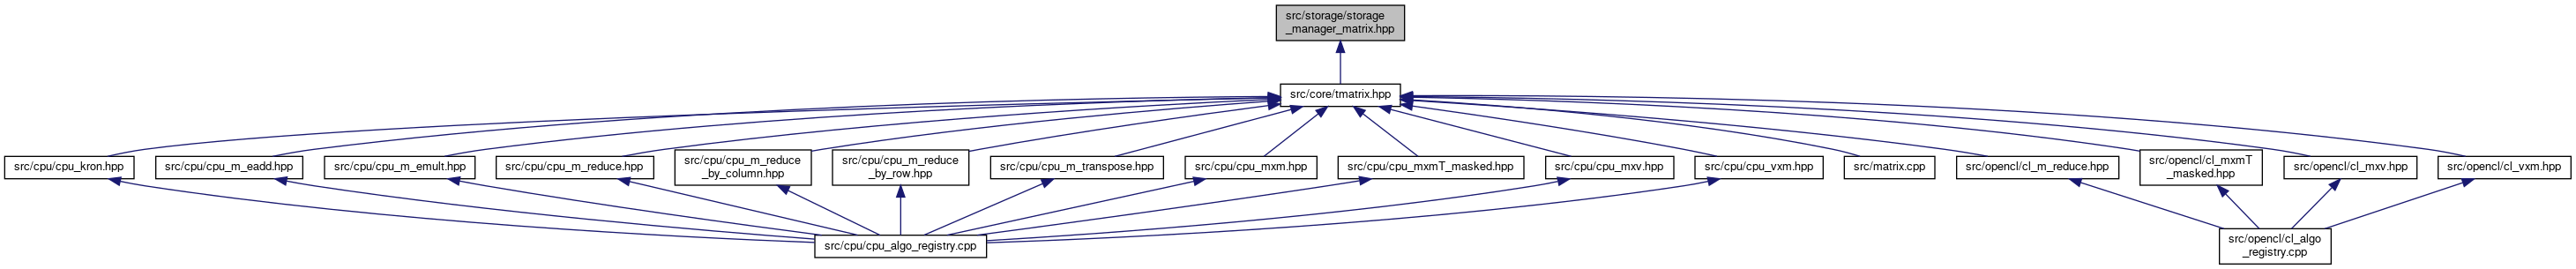 src/storage/storage
_manager_matrix.hpp
src/core/tmatrix.hpp
src/cpu/cpu_kron.hpp
src/cpu/cpu_m_eadd.hpp
src/cpu/cpu_m_emult.hpp
src/cpu/cpu_m_reduce.hpp
src/cpu/cpu_m_reduce
_by_column.hpp
src/cpu/cpu_m_reduce
_by_row.hpp
src/cpu/cpu_m_transpose.hpp
src/cpu/cpu_mxm.hpp
src/cpu/cpu_mxmT_masked.hpp
src/cpu/cpu_mxv.hpp
src/cpu/cpu_vxm.hpp
src/matrix.cpp
src/opencl/cl_m_reduce.hpp
src/opencl/cl_mxmT
_masked.hpp
src/opencl/cl_mxv.hpp
src/opencl/cl_vxm.hpp
src/cpu/cpu_algo_registry.cpp
src/opencl/cl_algo
_registry.cpp